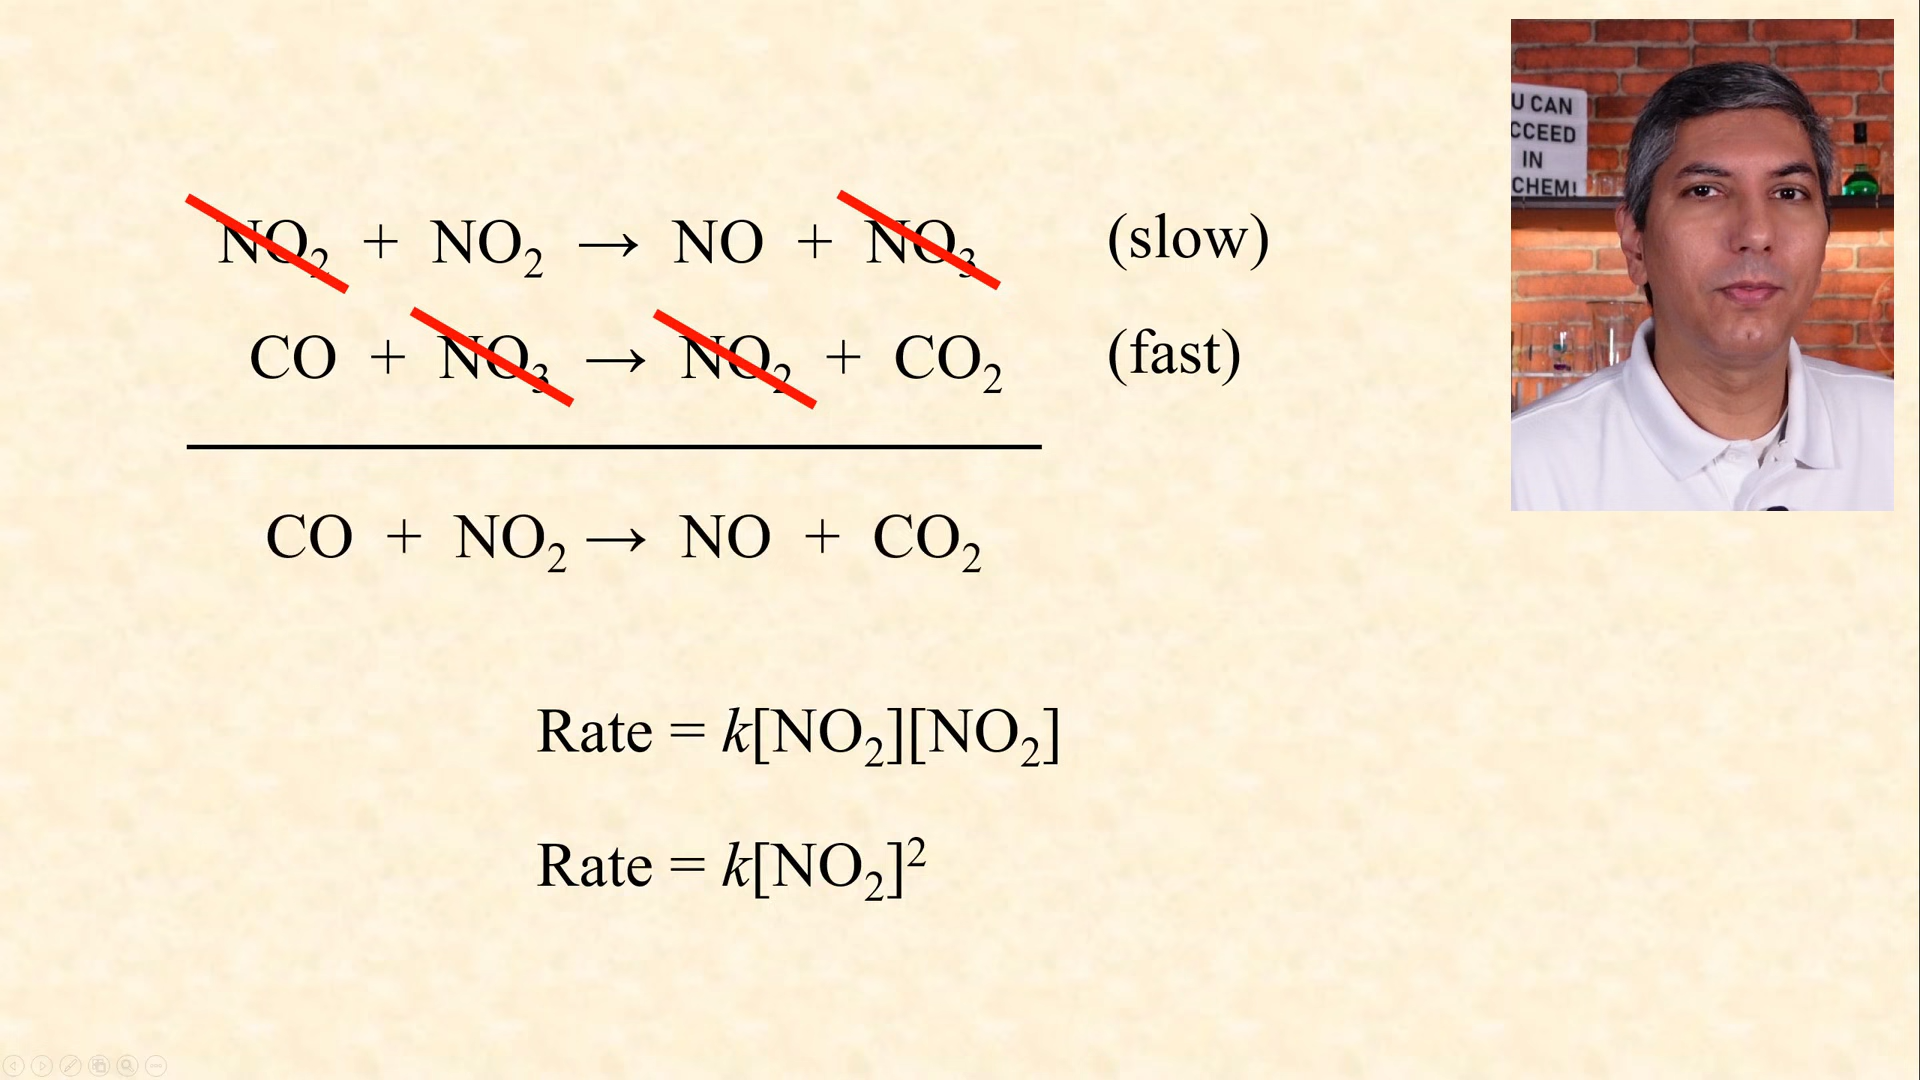 NO₂ + NO₂ → NO + NO₃ (slow)
CO + NO₃ → NO₂ + CO₂ (fast)
CO + NO₂ → NO + CO₂
Rate = k[NO₂][NO₂]
Rate = k[NO₂]²
U CAN
CCEED
IN
CHEM!